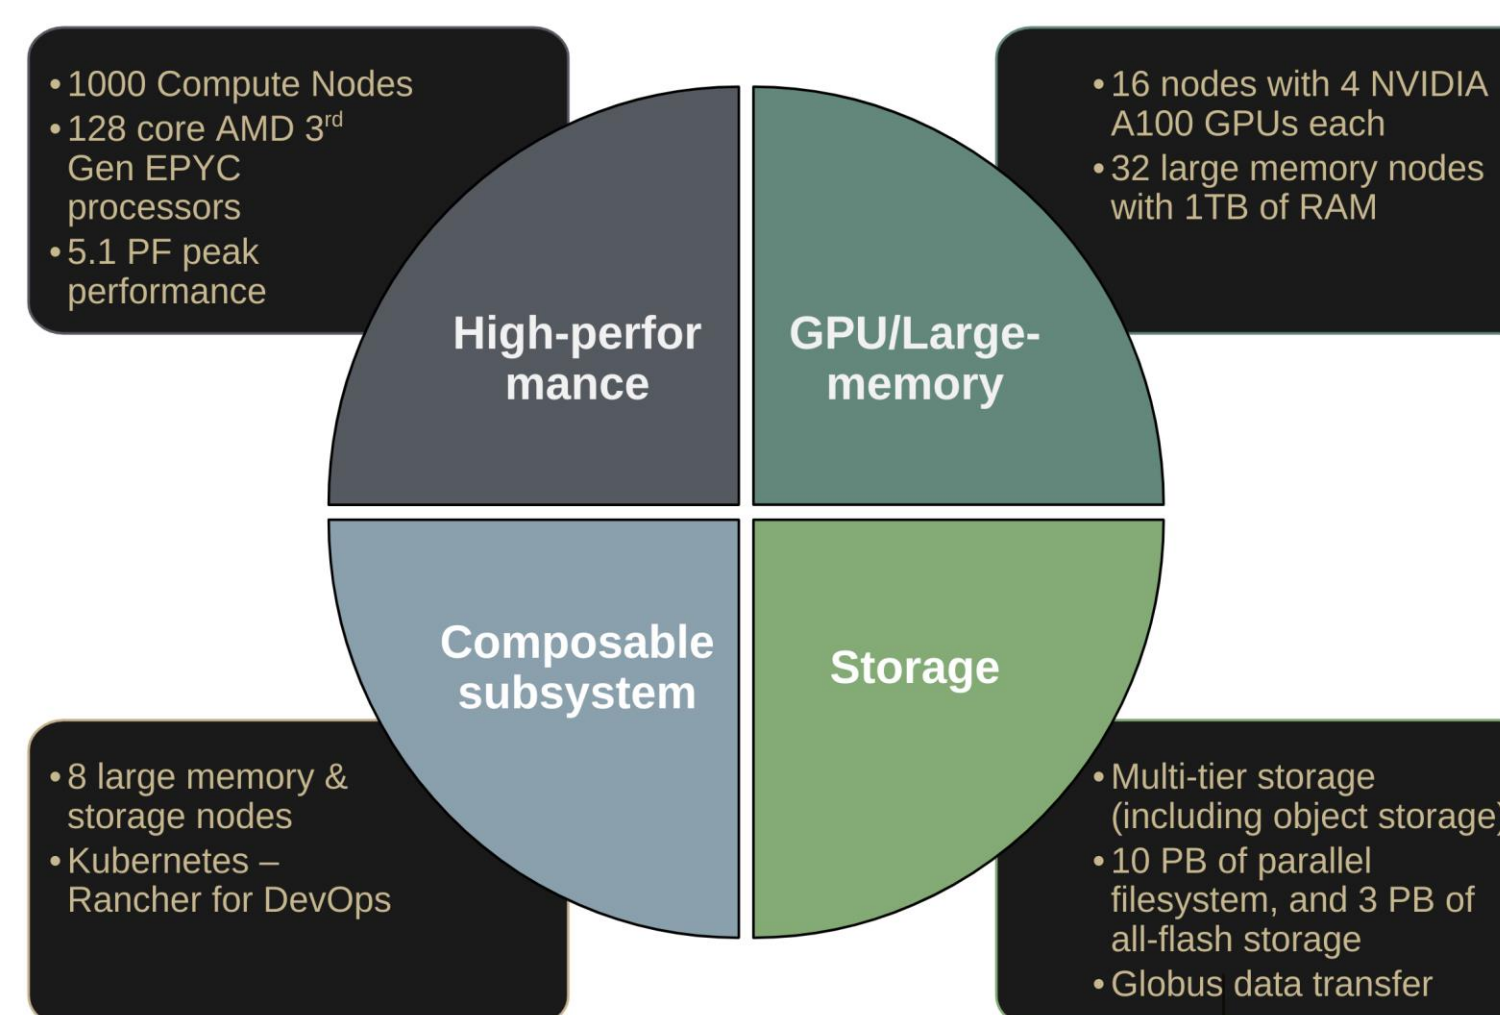 • 1000 Compute Nodes
• 128 core AMD 3rd
Gen EPYC
processors
• 5.1 PF peak
performance
• 16 nodes with 4 NVIDIA
A100 GPUs each
• 32 large memory nodes
with 1TB of RAM
High-perfor
mance
GPU/Large-
memory
Composable
subsystem
Storage
• 8 large memory &
storage nodes
• Kubernetes –
Rancher for DevOps
• Multi-tier storage
(including object storage)
• 10 PB of parallel
filesystem, and 3 PB of
all-flash storage
• Globus data transfer